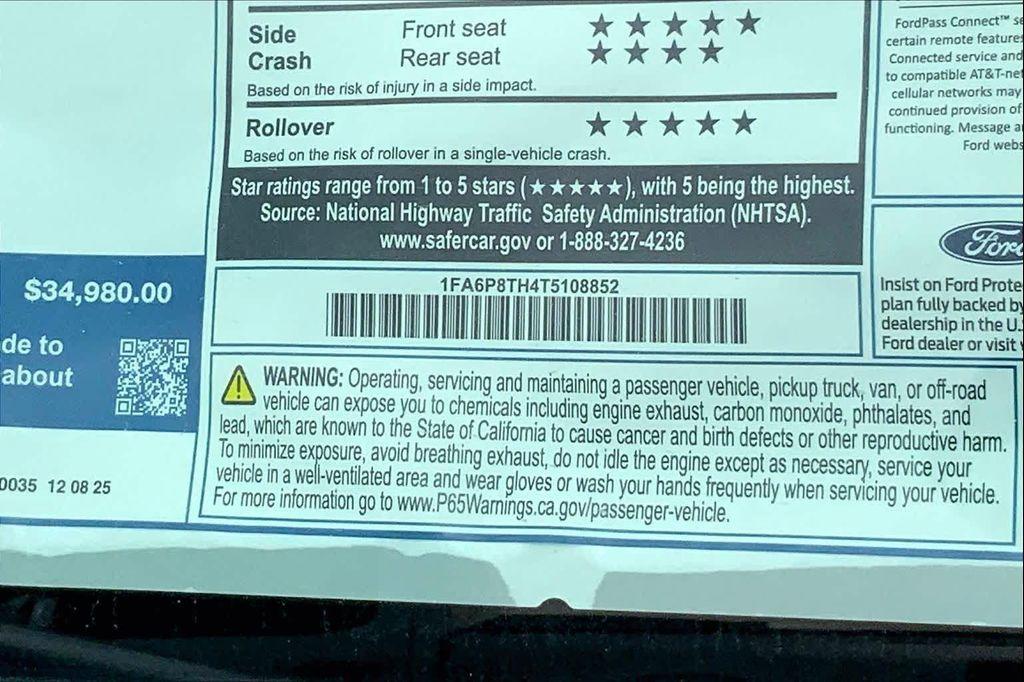 Side Crash
Front seat ★★★★★
Rear seat ★★★★
Based on the risk of injury in a side impact.
Rollover ★★★★★
Based on the risk of rollover in a single-vehicle crash.
Star ratings range from 1 to 5 stars (★★★★★), with 5 being the highest.
Source: National Highway Traffic Safety Administration (NHTSA).
www.safercar.gov or 1-888-327-4236
$34,980.00
de to
about
0035 12 08 25
1FA6P8TH4T5108852
WARNING: Operating, servicing and maintaining a passenger vehicle, pickup truck, van, or off-road
vehicle can expose you to chemicals including engine exhaust, carbon monoxide, phthalates, and
lead, which are known to the State of California to cause cancer and birth defects or other reproductive harm.
To minimize exposure, avoid breathing exhaust, do not idle the engine except as necessary, service your
vehicle in a well-ventilated area and wear gloves or wash your hands frequently when servicing your vehicle.
For more information go to www.P65Warnings.ca.gov/passenger-vehicle.
FordPass Connect™
certain remote
Connected service and
to compatible
cellular networks may
continued provision of
functioning. Message
Ford
Ford
Insist on Ford
plan fully backed by
dealership in the U.
Ford dealer or visit